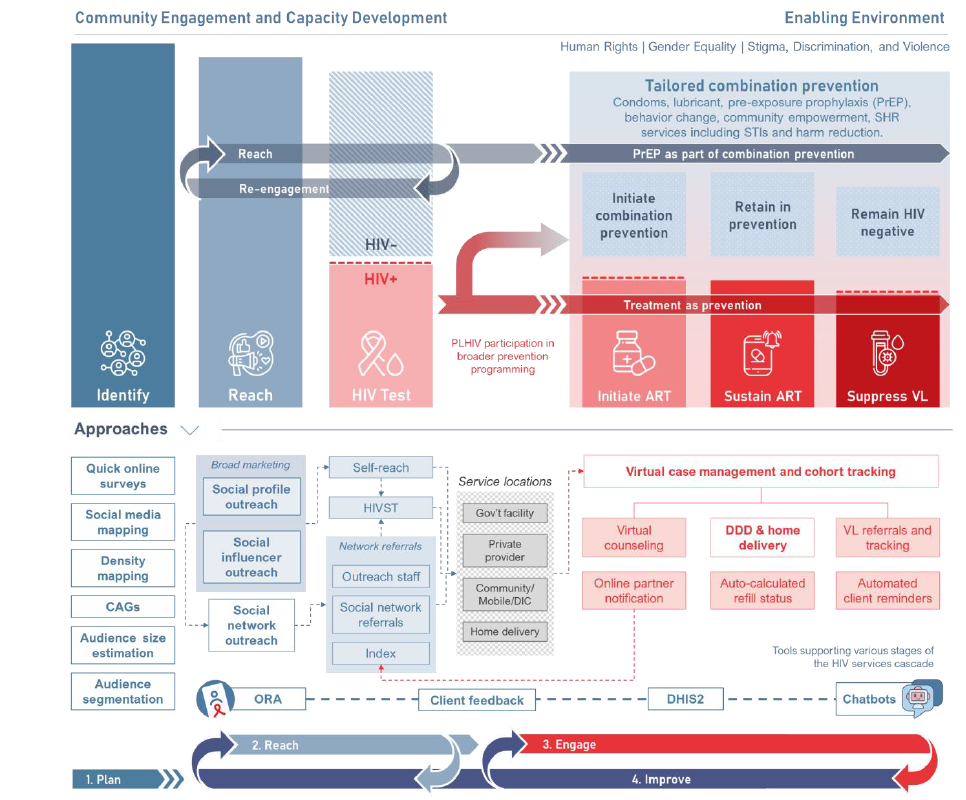 Community Engagement and Capacity Development
Enabling Environment
Human Rights | Gender Equality | Stigma, Discrimination, and Violence
Tailored combination prevention
Condoms, lubricant, pre-exposure prophylaxis (PrEP),
behavior change, community empowerment, SHR
services including STIs and harm reduction.
Reach
PrEP as part of combination prevention
Re-engagement
Initiate
combination
prevention
Retain in
prevention
Remain HIV
negative
HIV–
HIV+
Treatment as prevention
PLHIV participation in
broader prevention
programming
Identify
Reach
HIV Test
Initiate ART
Sustain ART
Suppress VL
Approaches
Quick online
surveys
Social media
mapping
Density
mapping
CAGs
Audience size
estimation
Audience
segmentation
Broad marketing
Social profile
outreach
Social
influencer
outreach
Social
network
outreach
Self-reach
HIVST
Network referrals
Outreach staff
Social network
referrals
Index
Service locations
Gov't facility
Private
provider
Community/
Mobile/DIC
Home delivery
Virtual case management and cohort tracking
Virtual
counseling
DDD & home
delivery
VL referrals and
tracking
Online partner
notification
Auto-calculated
refill status
Automated
client reminders
Tools supporting various stages of
the HIV services cascade
ORA
Client feedback
DHIS2
Chatbots
2. Reach
3. Engage
1. Plan
4. Improve